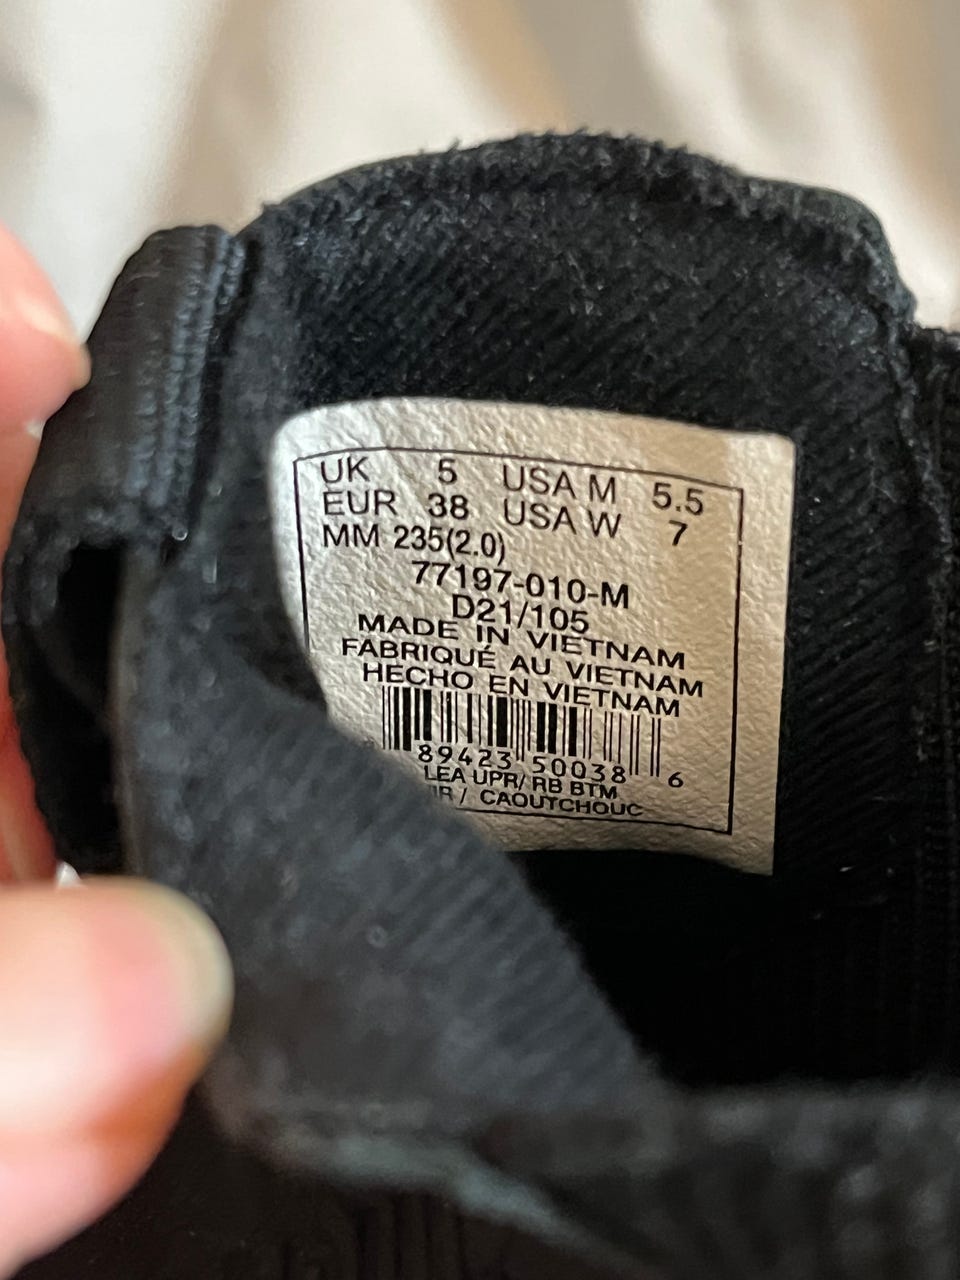 UK 5 USA M 5.5
EUR 38 USA W 7
MM 235(2.0)
77197-010-M
D21/105
MADE IN VIETNAM
FABRIQUÉ AU VIETNAM
HECHO EN VIETNAM
89423 50038 6
LEA UPR/ RB BTM
/ CAOUTCHOUC